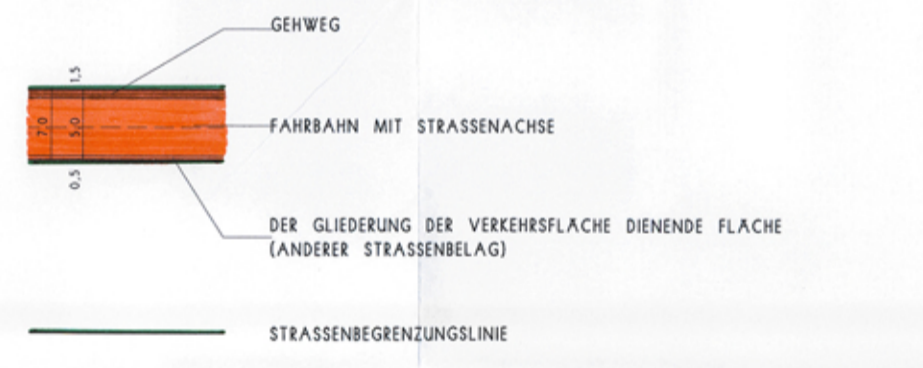 GEHWEG
1,5
7,0
5,0
FAHRBAHN MIT STRASSENACHSE
0,5
DER GLIEDERUNG DER VERKEHRSFLÄCHE DIENENDE FLÄCHE
(ANDERER STRASSENBELAG)
STRASSENBEGRENZUNGSLINIE